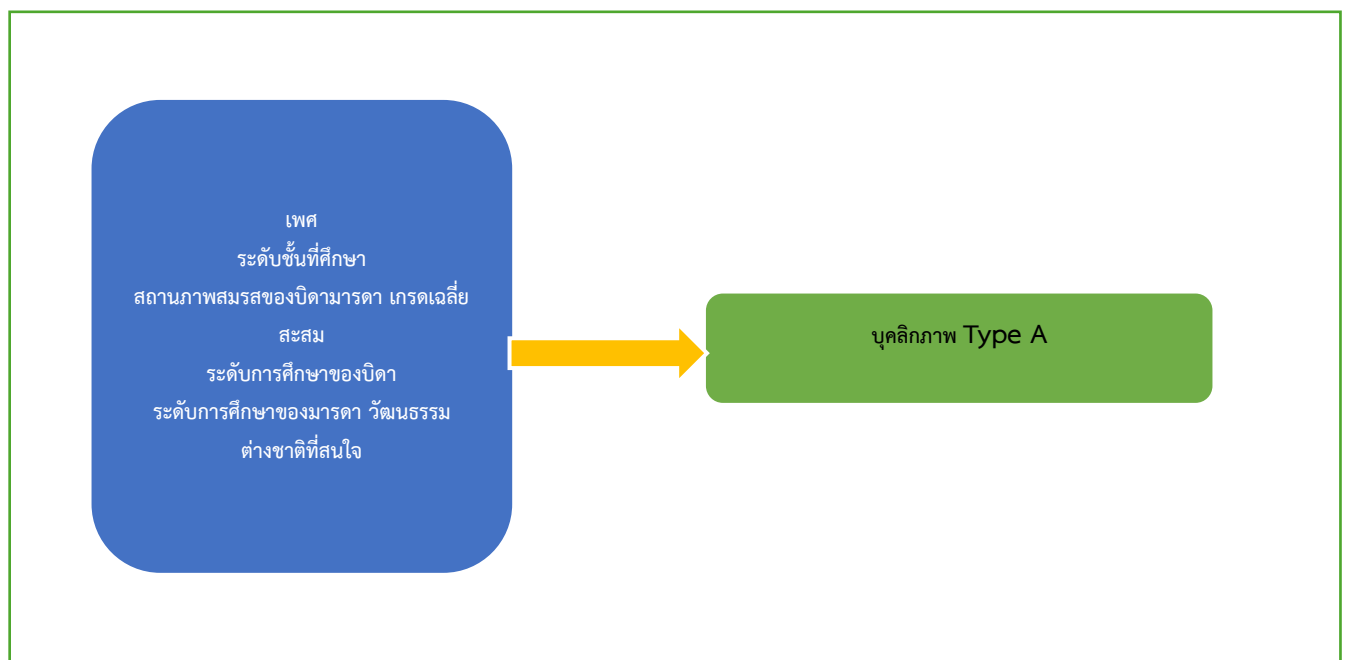 เพศ
ระดับชั้นที่ศึกษา
สถานภาพสมรสของบิดามารดา เกรดเฉลี่ย
สะสม
ระดับการศึกษาของบิดา
ระดับการศึกษาของมารดา วัฒนธรรม
ต่างชาติที่สนใจ
บุคลิกภาพ Type A